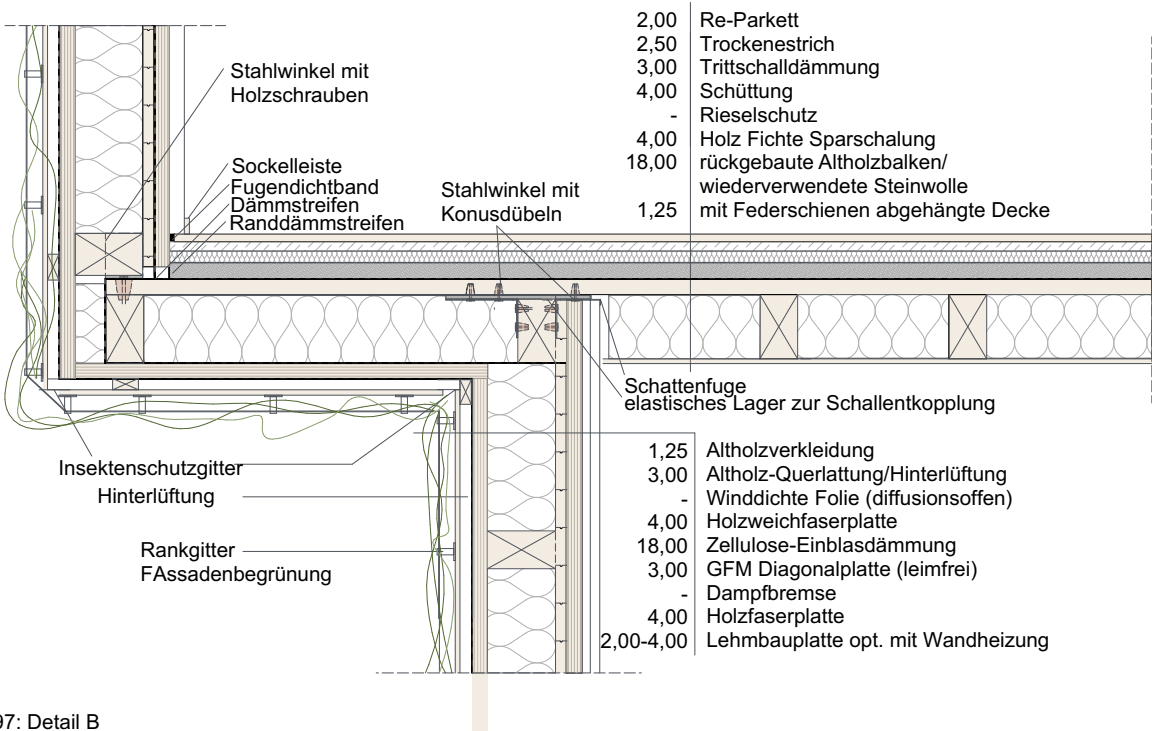 2,00 Re-Parkett
2,50 Trockenestrich
3,00 Trittschalldämmung
4,00 Schüttung
- Rieselschutz
4,00 Holz Fichte Sparschalung
18,00 rückgebaute Altholzbalken/
wiederverwendete Steinwolle
1,25 mit Federschienen abgehängte Decke
Stahlwinkel mit
Holzschrauben
Sockelleiste
Fugendichtband
Dämmstreifen
Randdämmstreifen
Stahlwinkel mit
Konusdübeln
Schattenfuge
elastisches Lager zur Schallentkopplung
Insektenschutzgitter
Hinterlüftung
Rankgitter
FAssadenbegrünung
1,25 Altholzverkleidung
3,00 Altholz-Querlattung/Hinterlüftung
- Winddichte Folie (diffusionsoffen)
4,00 Holzweichfaserplatte
18,00 Zellulose-Einblasdämmung
3,00 GFM Diagonalplatte (leimfrei)
- Dampfbremse
4,00 Holzfaserplatte
2,00-4,00 Lehmbauplatte opt. mit Wandheizung
97: Detail B